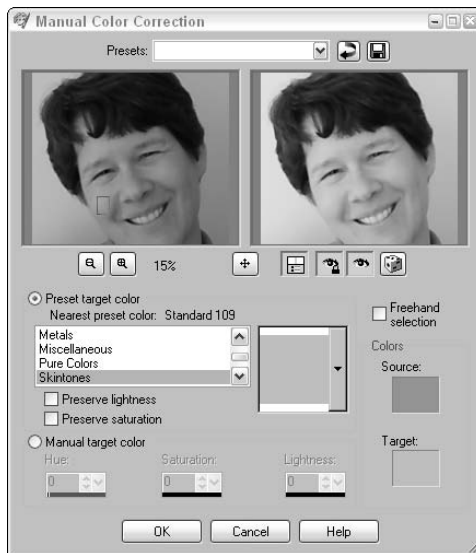 Manual Color Correction
Presets:
15%
Preset target color
Nearest preset color: Standard 109
Metals
Miscellaneous
Pure Colors
Skintones
Preserve lightness
Preserve saturation
Freehand selection
Colors
Source:
Target:
Manual target color
Hue: Saturation: Lightness:
0 0 0
OK Cancel Help